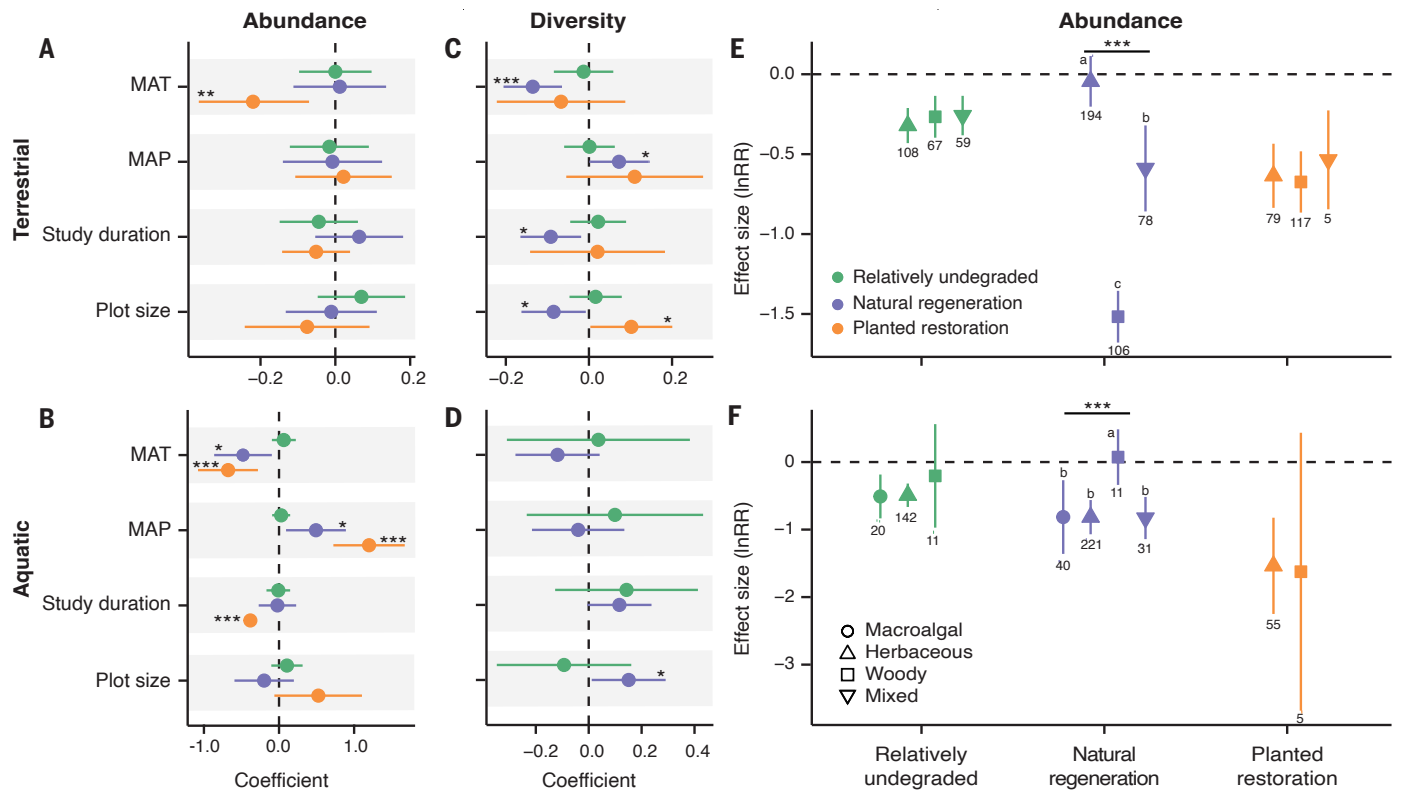 Abundance
Diversity
Abundance
A
C
E
Terrestrial
MAT
MAP
Study duration
Plot size
**
−0.2
0.0
0.2
***
*
*
*
*
−0.2
0.0
0.2
Effect size (lnRR)
0.0
−0.5
−1.0
−1.5
***
a
194
b
78
c
106
108
67
59
79
117
5
Relatively undegraded
Natural regeneration
Planted restoration
B
D
F
Aquatic
MAT
MAP
Study duration
Plot size
*
***
*
***
***
-1.0
0.0
1.0
Coefficient
*
−0.2
0.0
0.2
0.4
Coefficient
Effect size (lnRR)
0
−1
−2
−3
***
a
11
b
b
b
40
221
31
20
142
11
55
5
Macroalgal
Herbaceous
Woody
Mixed
Relatively
undegraded
Natural
regeneration
Planted
restoration